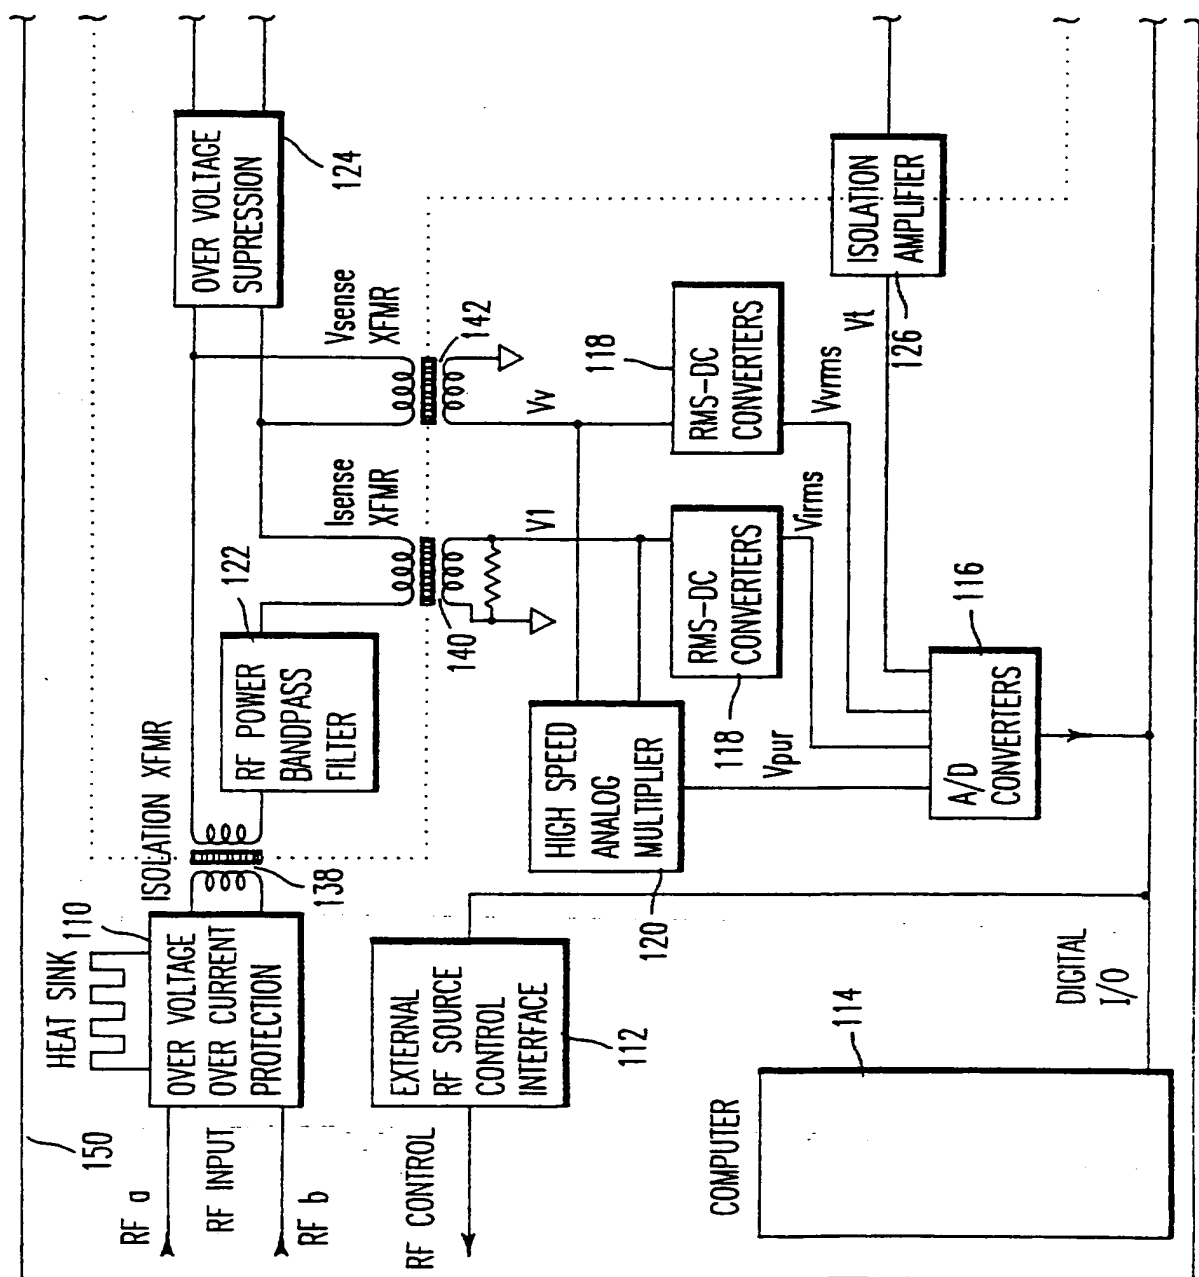 150
RF a
RF INPUT
RF b
HEAT SINK
110
OVER VOLTAGE
OVER CURRENT
PROTECTION
ISOLATION XFMR
138
RF POWER
BANDPASS
FILTER
122
OVER VOLTAGE
SUPRESSION
124
Isense
XFMR
140
V1
Vsense
XFMR
142
Vv
RF CONTROL
EXTERNAL
RF SOURCE
CONTROL
INTERFACE
112
HIGH SPEED
ANALOG
MULTIPLIER
120
RMS-DC
CONVERTERS
118
RMS-DC
CONVERTERS
118
Vpur
Virms
Vvrms
Vt
ISOLATION
AMPLIFIER
126
A/D
CONVERTERS
116
COMPUTER
114
DIGITAL
I/O